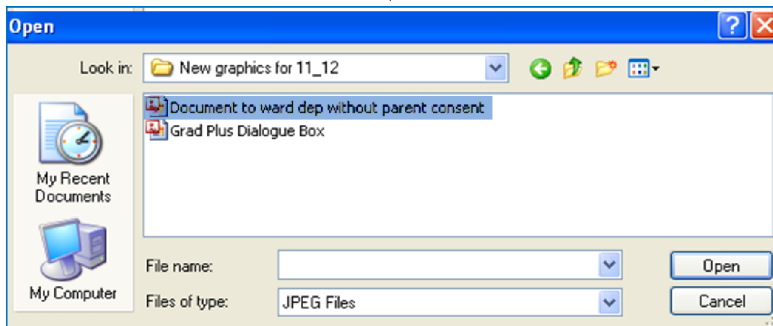 Open
Look in:
New graphics for 11_12
Document to ward dep without parent consent
Grad Plus Dialogue Box
My Recent
Documents
My Computer
File name:
Open
Files of type:
JPEG Files
Cancel